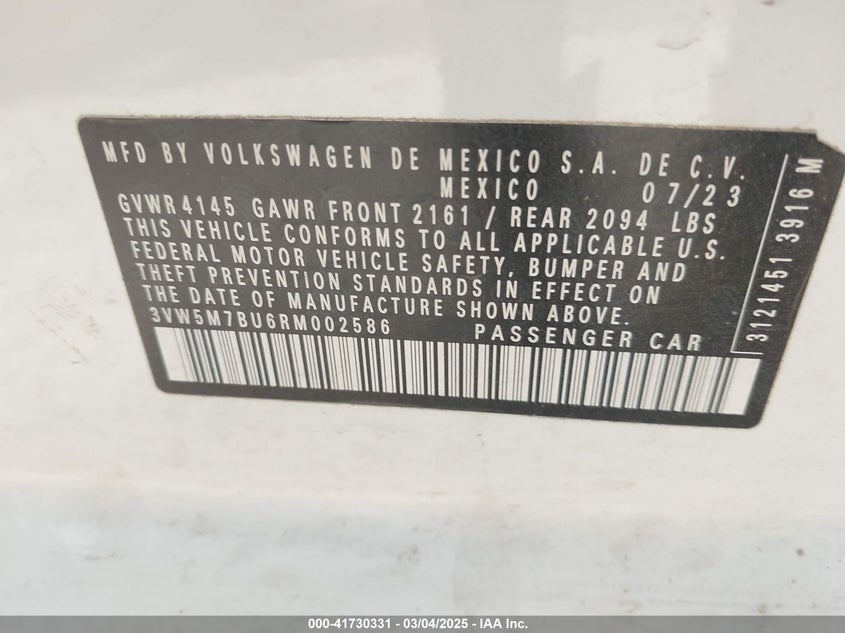 MFD BY VOLKSWAGEN DE MEXICO S.A. DE C.V.
MEXICO 07/23
GVWR 4145 GAWR FRONT 2161 / REAR 2094 LBS
THIS VEHICLE CONFORMS TO ALL APPLICABLE U.S.
FEDERAL MOTOR VEHICLE SAFETY, BUMPER AND
THEFT PREVENTION STANDARDS IN EFFECT ON
THE DATE OF MANUFACTURE SHOWN ABOVE.
3VW5M7BU6RM002586 PASSENGER CAR
3121451 3916 M
000-41730331 - 03/04/2025 - IAA Inc.